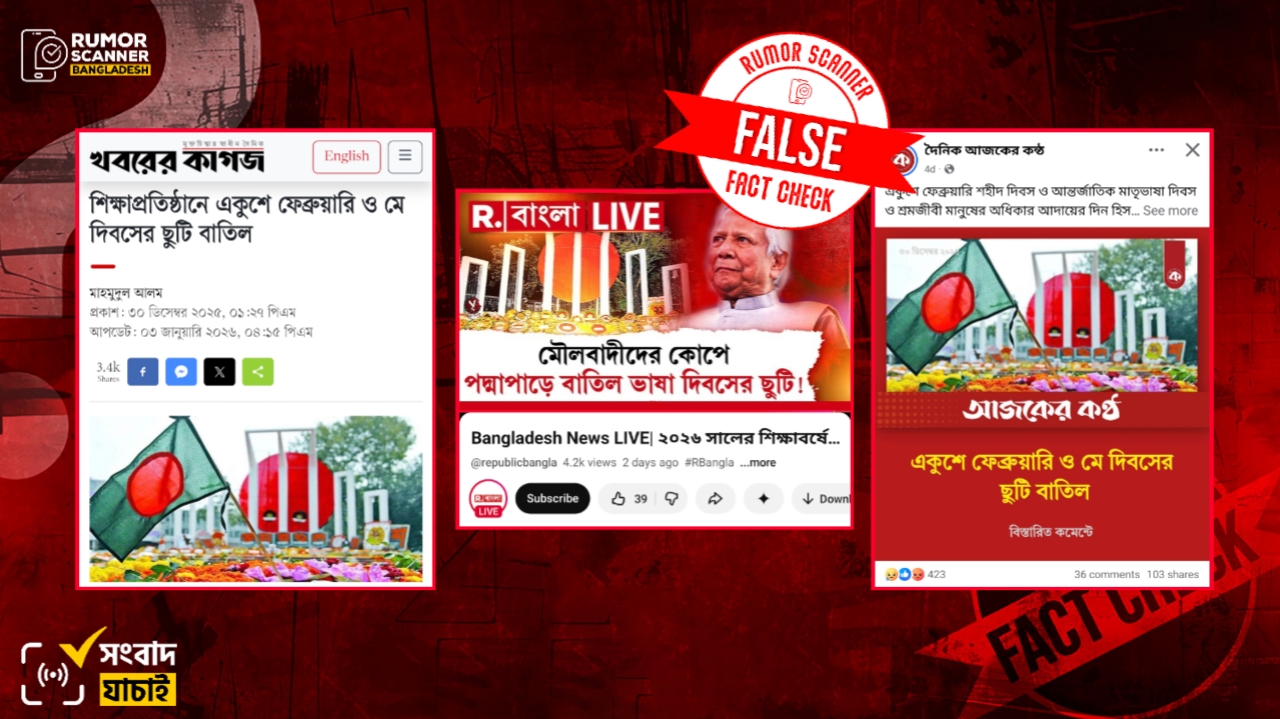 RUMOR
SCANNER
BANGLADESH
খবরের কাগজ
English
শিক্ষাপ্রতিষ্ঠানে একুশে ফেব্রুয়ারি ও মে
দিবসের ছুটি বাতিল
মাহমুদুল আলম
প্রকাশ: ৩০ ডিসেম্বর ২০২৫, ০১:২৭ পিএম
আপডেট: ০৩ জানুয়ারি ২০২৬, ০৪:১৫ পিএম
3.4k
Shares
R. বাংলা LIVE
মৌলবাদীদের কোপে
পদ্মাপাড়ে বাতিল ভাষা দিবসের ছুটি!
Bangladesh News LIVE| ২০২৬ সালের শিক্ষাবর্ষে...
@republicbangla 4.2k views 2 days ago #RBangla ...more
R.বাংলা
LIVE
Subscribe
39
RUMOR SCANNER
FALSE
FACT CHECK
দৈনিক আজকের কন্ঠ
4d
একুশে ফেব্রুয়ারি শহীদ দিবস ও আন্তর্জাতিক মাতৃভাষা দিবস
ও শ্রমজীবী মানুষের অধিকার আদায়ের দিন হিস... See more
ক
আজকের কণ্ঠ
একুশে ফেব্রুয়ারি ও মে দিবসের
ছুটি বাতিল
বিস্তারিত কমেন্টে
423
36 comments 103 shares
FACT CHECK
সংবাদ
যাচাই